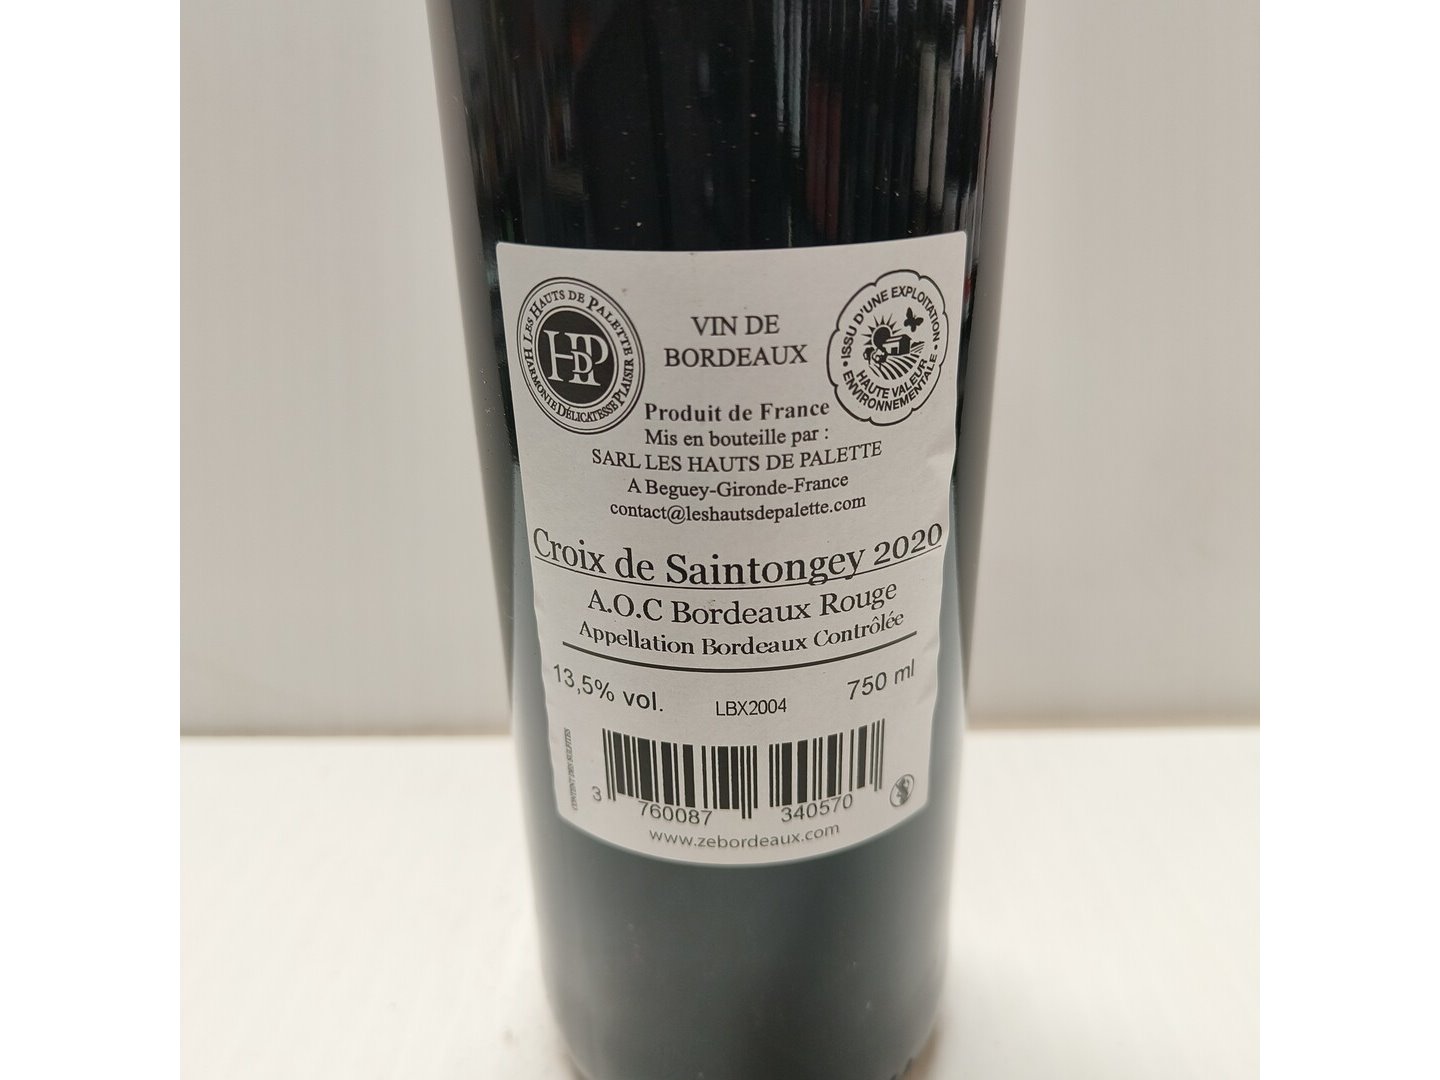 LES HAUTS DE PALETTE
HARMONIE DÉLICATESSE PLAISIR
HDP
VIN DE
BORDEAUX
• ISSU D'UNE EXPLOITATION •
HAUTE VALEUR
ENVIRONNEMENTALE
Produit de France
Mis en bouteille par :
SARL LES HAUTS DE PALETTE
A Beguey-Gironde-France
contact@leshautsdepalette.com
Croix de Saintongey 2020
A.O.C Bordeaux Rouge
Appellation Bordeaux Contrôlée
13,5% vol.
LBX2004
750 ml
CONTENT DES SULFITES
3 760087 340570
www.zebordeaux.com